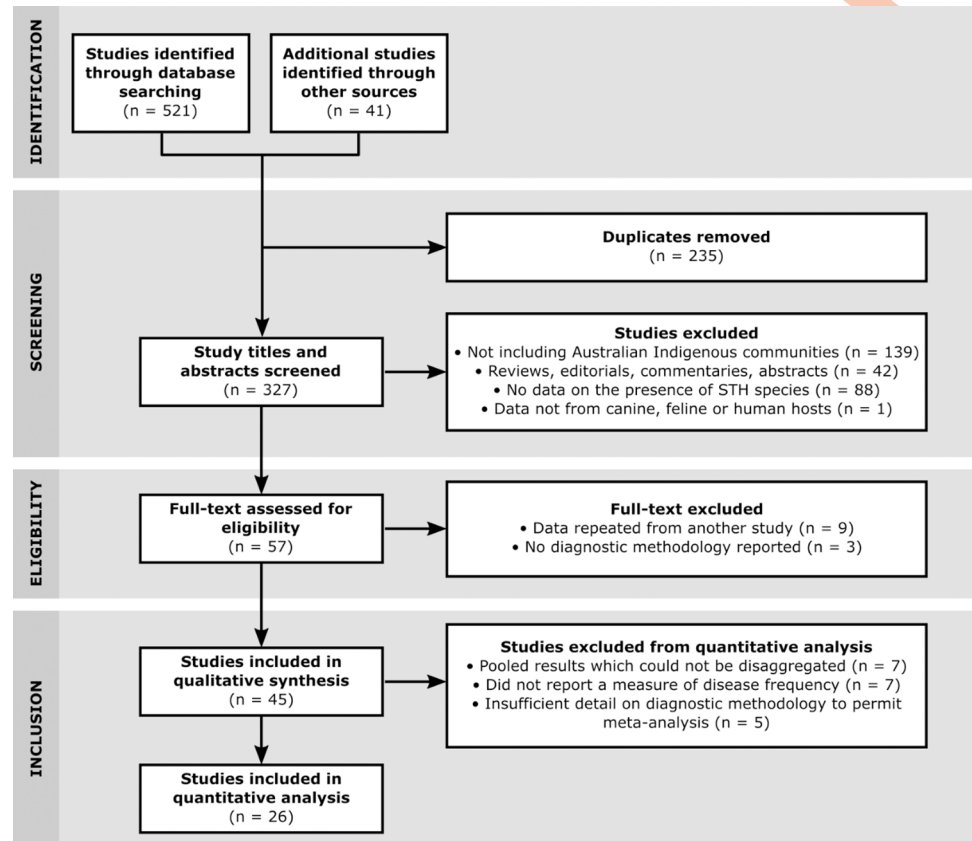 IDENTIFICATION
Studies identified
through database
searching
(n = 521)
Additional studies
identified through
other sources
(n = 41)
SCREENING
Duplicates removed
(n = 235)
Study titles and
abstracts screened
(n = 327)
Studies excluded
• Not including Australian Indigenous communities (n = 139)
• Reviews, editorials, commentaries, abstracts (n = 42)
• No data on the presence of STH species (n = 88)
• Data not from canine, feline or human hosts (n = 1)
ELIGIBILITY
Full-text assessed for
eligibility
(n = 57)
Full-text excluded
• Data repeated from another study (n = 9)
• No diagnostic methodology reported (n = 3)
INCLUSION
Studies included in
qualitative synthesis
(n = 45)
Studies excluded from quantitative analysis
• Pooled results which could not be disaggregated (n = 7)
• Did not report a measure of disease frequency (n = 7)
• Insufficient detail on diagnostic methodology to permit
meta-analysis (n = 5)
Studies included in
quantitative analysis
(n = 26)